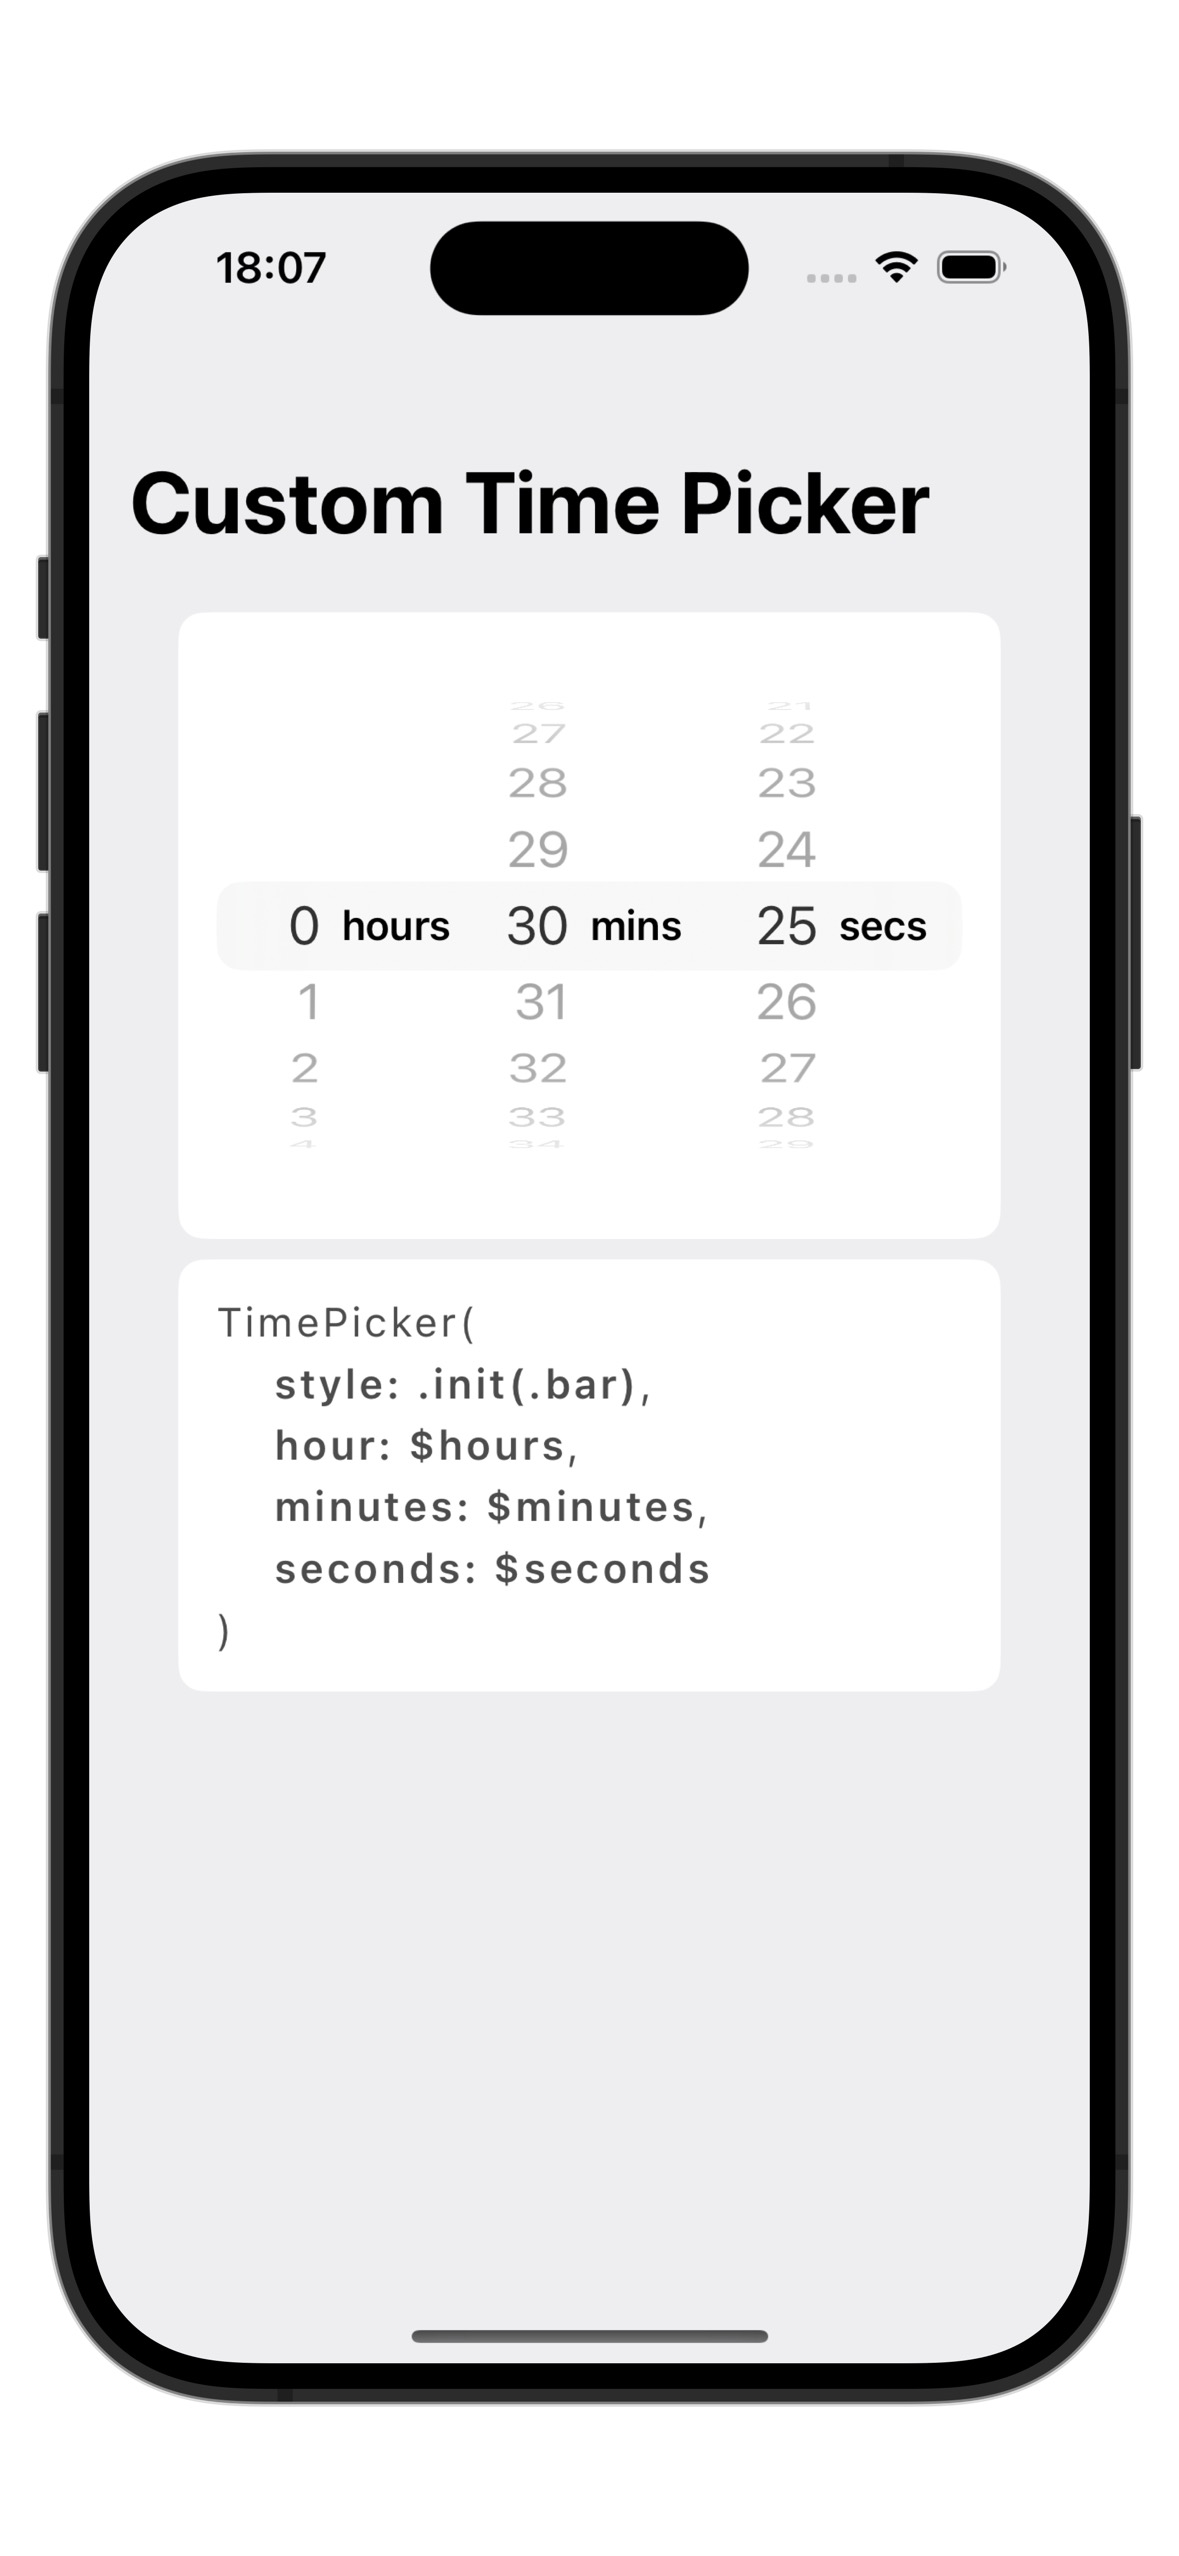 18:07
Custom Time Picker
26 21
27 22
28 23
29 24
0 hours 30 mins 25 secs
1 31 26
2 32 27
3 33 28
4 34 29
TimePicker(
style: .init(.bar),
hour: $hours,
minutes: $minutes,
seconds: $seconds
)